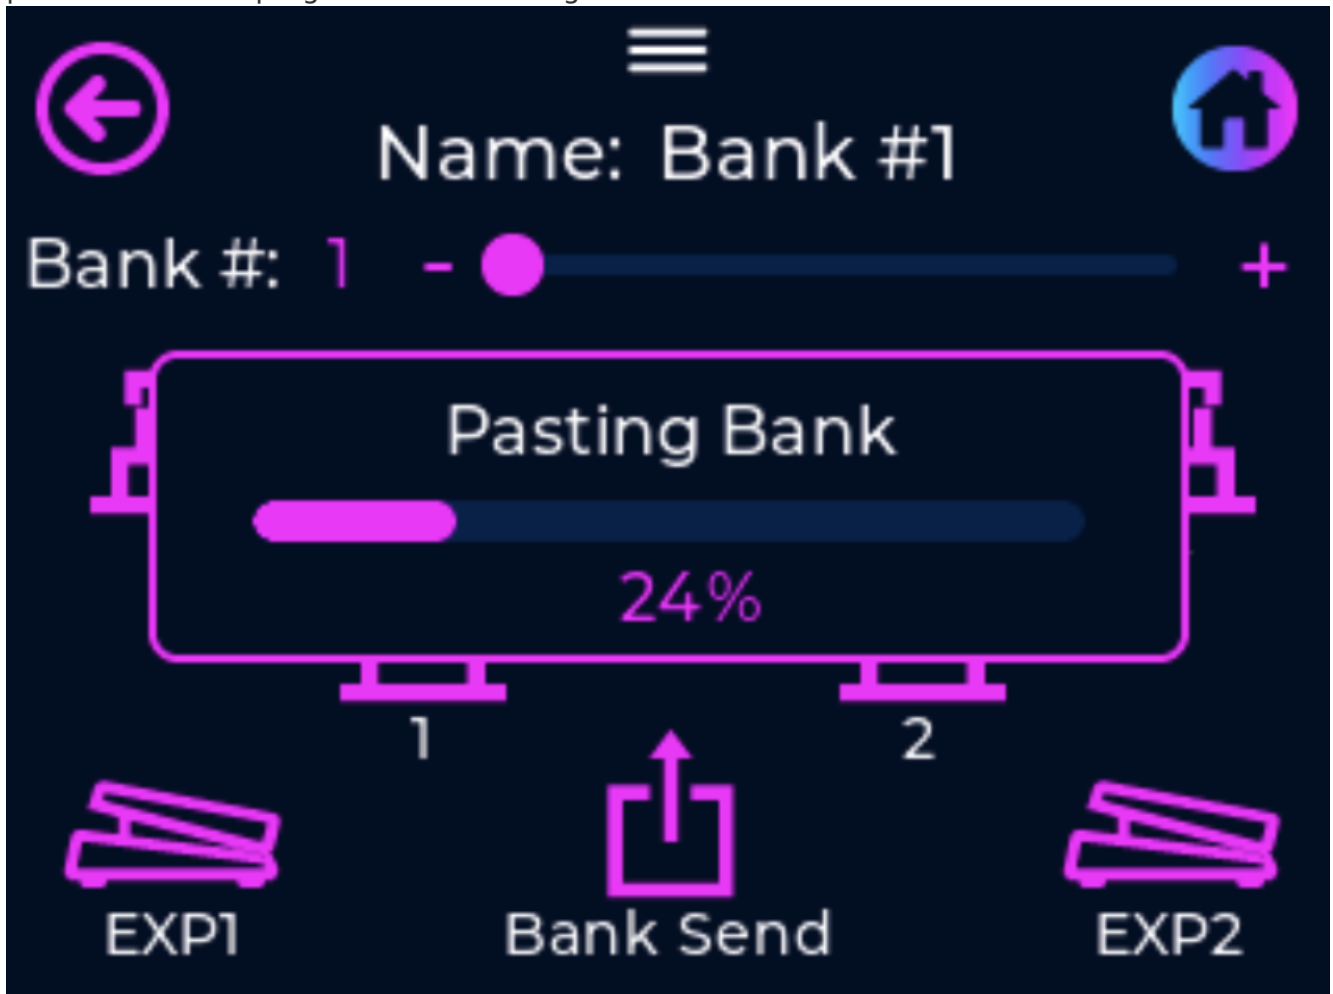 Name: Bank #1
Bank #: 1 - +
Pasting Bank
24%
1 2
EXP1 Bank Send EXP2